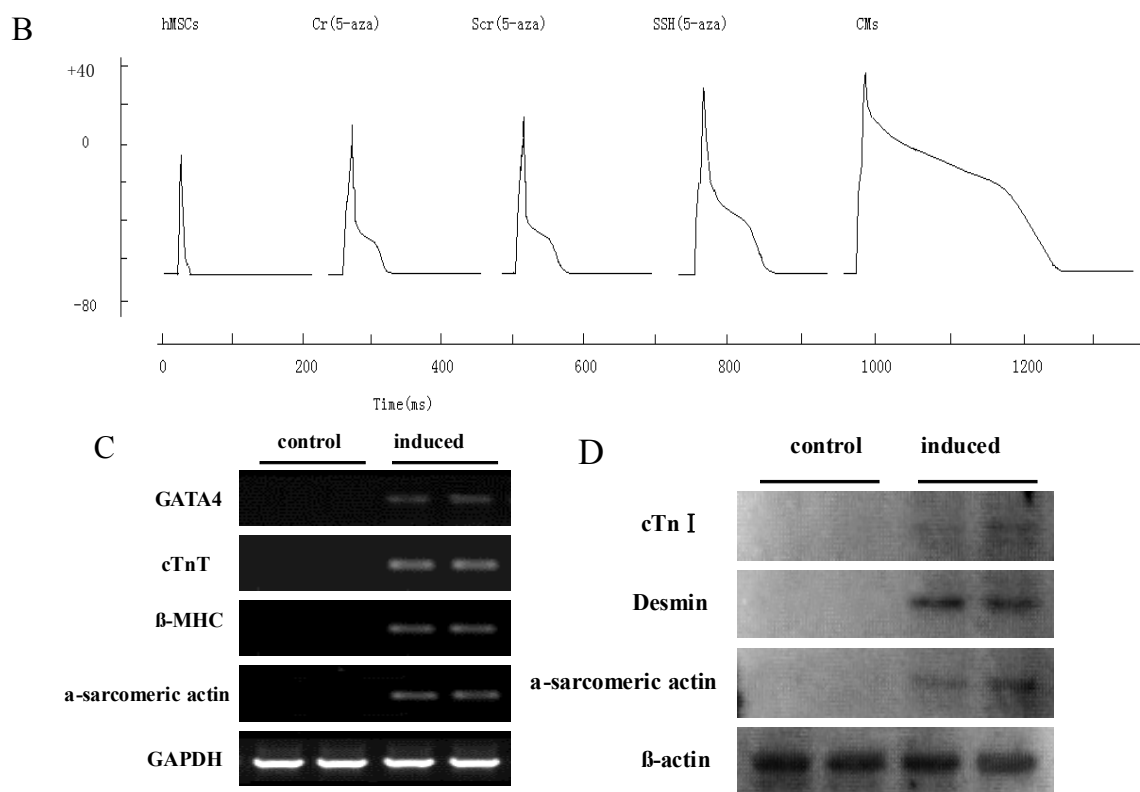 B
hMSCs Cr(5-aza) Scr(5-aza) SSH(5-aza) CMs
+40
0
-80
0 200 400 600 800 1000 1200
Time(ms)
C
control induced
GATA4
cTnT
ß-MHC
a-sarcomeric actin
GAPDH
D
control induced
cTn Ⅰ
Desmin
a-sarcomeric actin
ß-actin